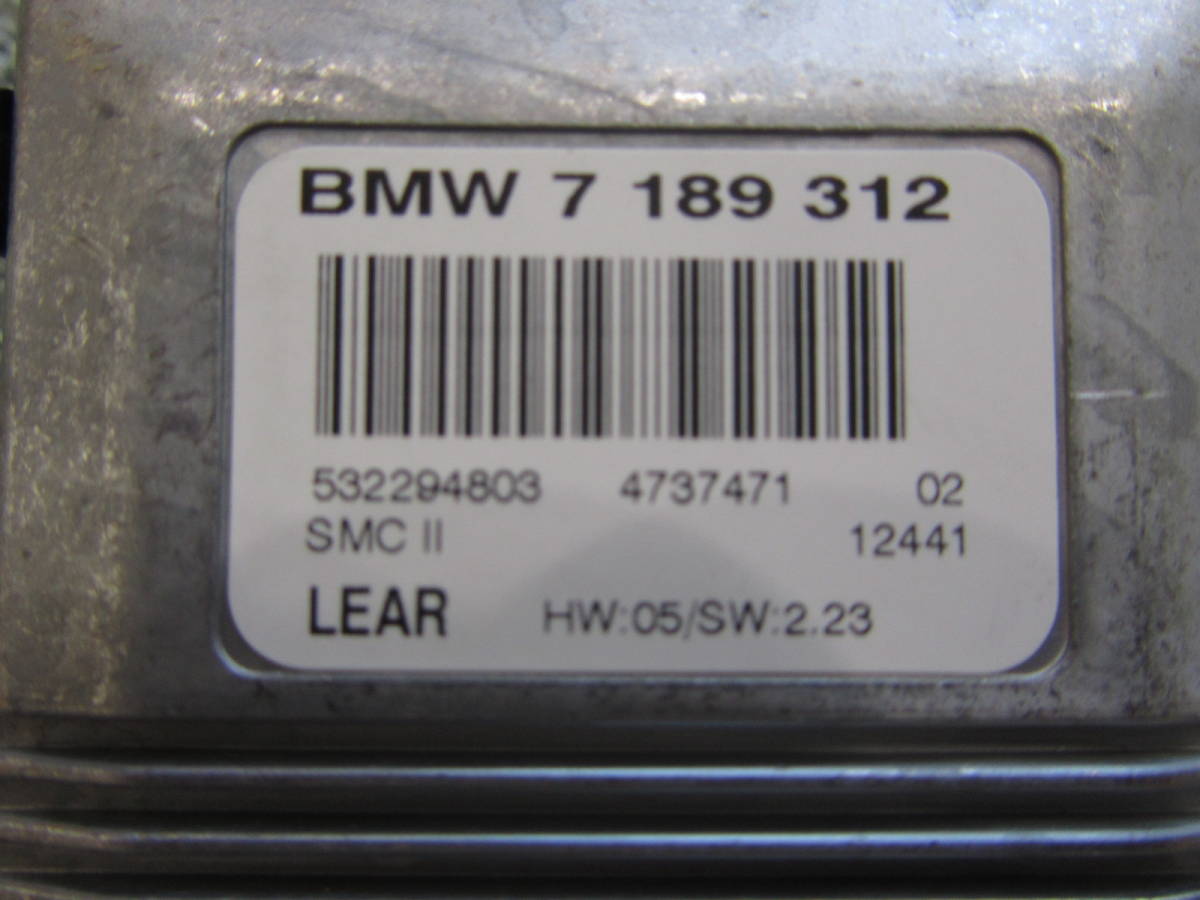 BMW 7 189 312
532294803 4737471 02
SMC II 12441
LEAR HW:05/SW:2.23